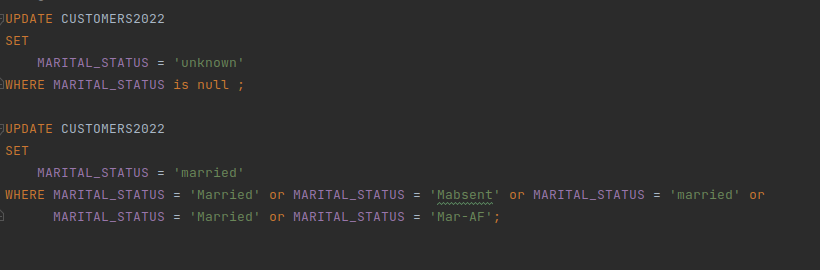 UPDATE CUSTOMERS2022
SET
MARITAL_STATUS = 'unknown'
WHERE MARITAL_STATUS is null ;
UPDATE CUSTOMERS2022
SET
MARITAL_STATUS = 'married'
WHERE MARITAL_STATUS = 'Married' or MARITAL_STATUS = 'Mabsent' or MARITAL_STATUS = 'married' or
MARITAL_STATUS = 'Married' or MARITAL_STATUS = 'Mar-AF';